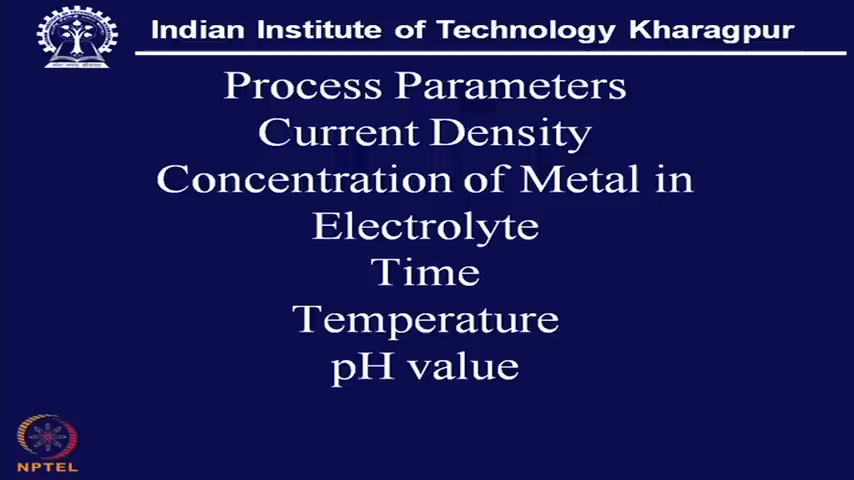 Indian Institute of Technology Kharagpur
Process Parameters
Current Density
Concentration of Metal in
Electrolyte
Time
Temperature
pH value
NPTEL